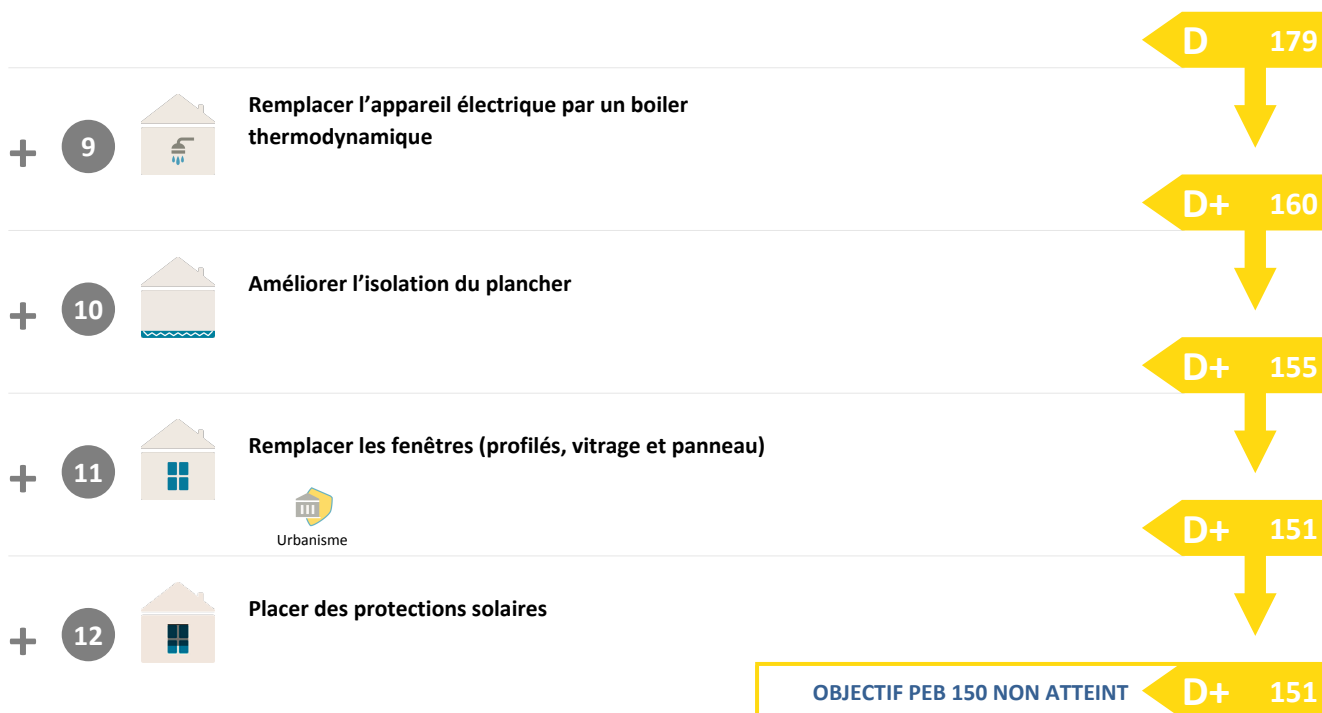 D 179
Remplacer l’appareil électrique par un boiler
thermodynamique
+ 9
D+ 160
Améliorer l’isolation du plancher
+ 10
D+ 155
Remplacer les fenêtres (profilés, vitrage et panneau)
+ 11
Urbanisme
D+ 151
Placer des protections solaires
+ 12
OBJECTIF PEB 150 NON ATTEINT D+ 151